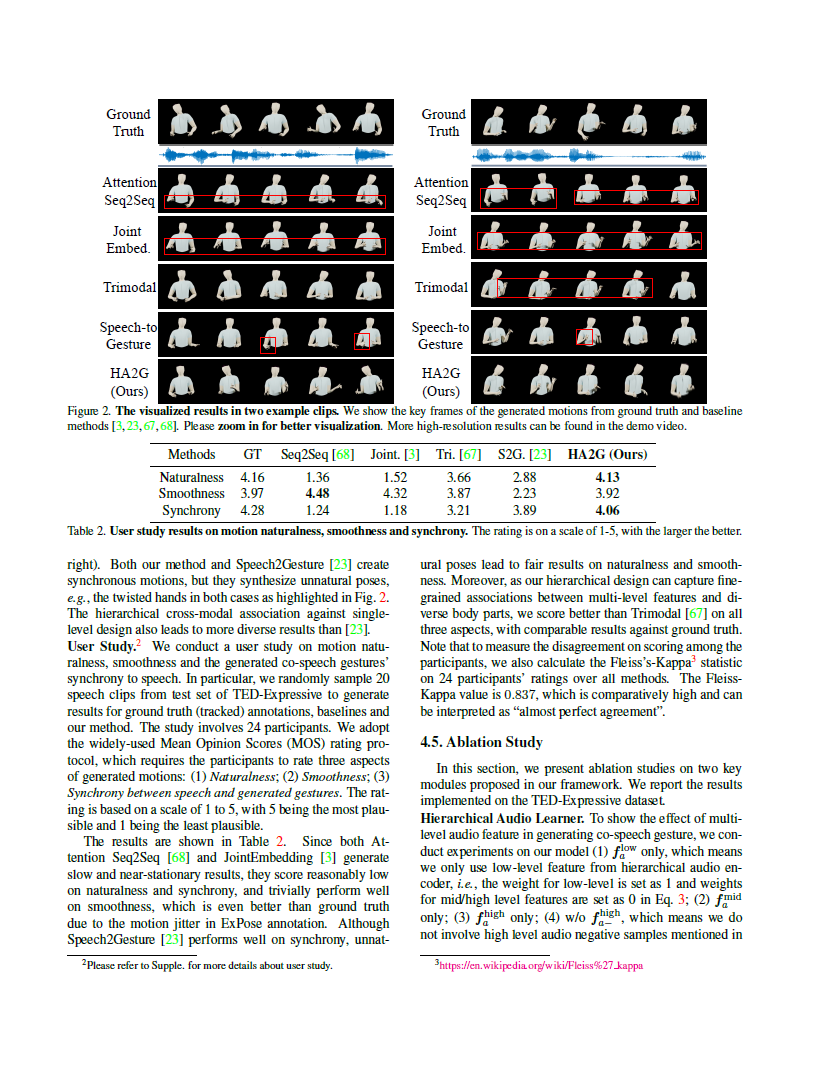 Ground
Truth
Attention
Seq2Seq
Joint
Embed.
Trimodal
Speech-to
Gesture
HA2G
(Ours)
Ground
Truth
Attention
Seq2Seq
Joint
Embed.
Trimodal
Speech-to
Gesture
HA2G
(Ours)
Figure 2. The visualized results in two example clips. We show the key frames of the generated motions from ground truth and baseline
methods [3,23,67,68]. Please zoom in for better visualization. More high-resolution results can be found in the demo video.
Methods GT Seq2Seq [68] Joint. [3] Tri. [67] S2G. [23] HA2G (Ours)
Naturalness 4.16 1.36 1.52 3.66 2.88 4.13
Smoothness 3.97 4.48 4.32 3.87 2.23 3.92
Synchrony 4.28 1.24 1.18 3.21 3.89 4.06
Table 2. User study results on motion naturalness, smoothness and synchrony. The rating is on a scale of 1-5, with the larger the better.
right). Both our method and Speech2Gesture [23] create
synchronous motions, but they synthesize unnatural poses,
e.g., the twisted hands in both cases as highlighted in Fig. 2.
The hierarchical cross-modal association against single-
level design also leads to more diverse results than [23].
User Study.2 We conduct a user study on motion natu-
ralness, smoothness and the generated co-speech gestures'
synchrony to speech. In particular, we randomly sample 20
speech clips from test set of TED-Expressive to generate
results for ground truth (tracked) annotations, baselines and
our method. The study involves 24 participants. We adopt
the widely-used Mean Opinion Scores (MOS) rating pro-
tocol, which requires the participants to rate three aspects
of generated motions: (1) Naturalness; (2) Smoothness; (3)
Synchrony between speech and generated gestures. The rat-
ing is based on a scale of 1 to 5, with 5 being the most plau-
sible and 1 being the least plausible.
The results are shown in Table 2. Since both At-
tention Seq2Seq [68] and JointEmbedding [3] generate
slow and near-stationary results, they score reasonably low
on naturalness and synchrony, and trivially perform well
on smoothness, which is even better than ground truth
due to the motion jitter in ExPose annotation. Although
Speech2Gesture [23] performs well on synchrony, unnat-
2Please refer to Supple. for more details about user study.
ural poses lead to fair results on naturalness and smooth-
ness. Moreover, as our hierarchical design can capture fine-
grained associations between multi-level features and di-
verse body parts, we score better than Trimodal [67] on all
three aspects, with comparable results against ground truth.
Note that to measure the disagreement on scoring among the
participants, we also calculate the Fleiss's-Kappa3 statistic
on 24 participants' ratings over all methods. The Fleiss-
Kappa value is 0.837, which is comparatively high and can
be interpreted as “almost perfect agreement”.
4.5. Ablation Study
In this section, we present ablation studies on two key
modules proposed in our framework. We report the results
implemented on the TED-Expressive dataset.
Hierarchical Audio Learner. To show the effect of multi-
level audio feature in generating co-speech gesture, we con-
duct experiments on our model (1) f_a^low only, which means
we only use low-level feature from hierarchical audio en-
coder, i.e., the weight for low-level is set as 1 and weights
for mid/high level features are set as 0 in Eq. 3; (2) f_a^mid
only; (3) f_a^high only; (4) w/o f_a-^high, which means we do
not involve high level audio negative samples mentioned in
3https://en.wikipedia.org/wiki/Fleiss%27_kappa